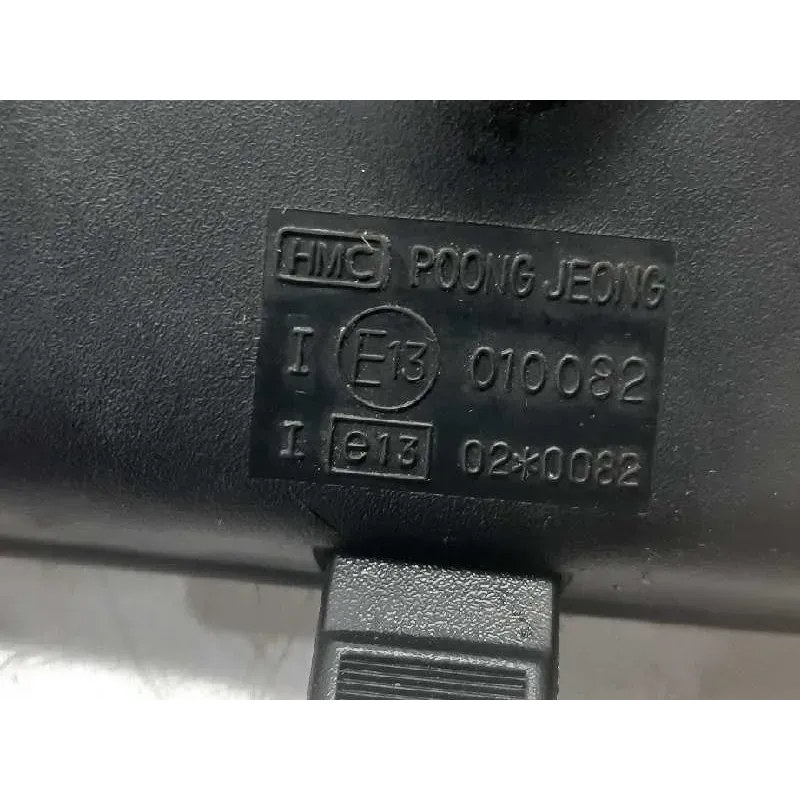 HMC POONG JEONG
I E13 010082
I e13 02*0082